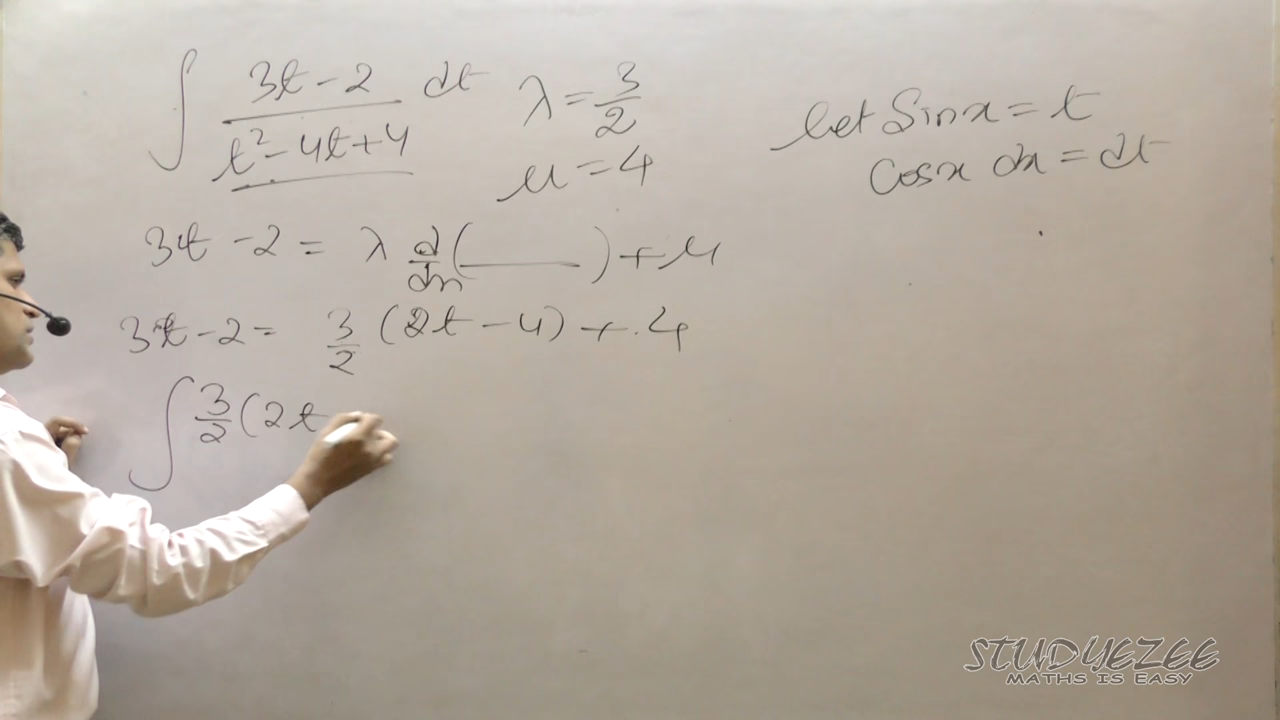 ∫ (3t - 2)/(t² - 4t + 4) dt
λ = 3/2
μ = 4
let Sinx = t
Cosx dx = dt
3t - 2 = λ d/dx (____) + μ
3t - 2 = 3/2 (2t - 4) + 4
∫ 3/2 (2t
STUDYEZEE
MATHS IS EASY